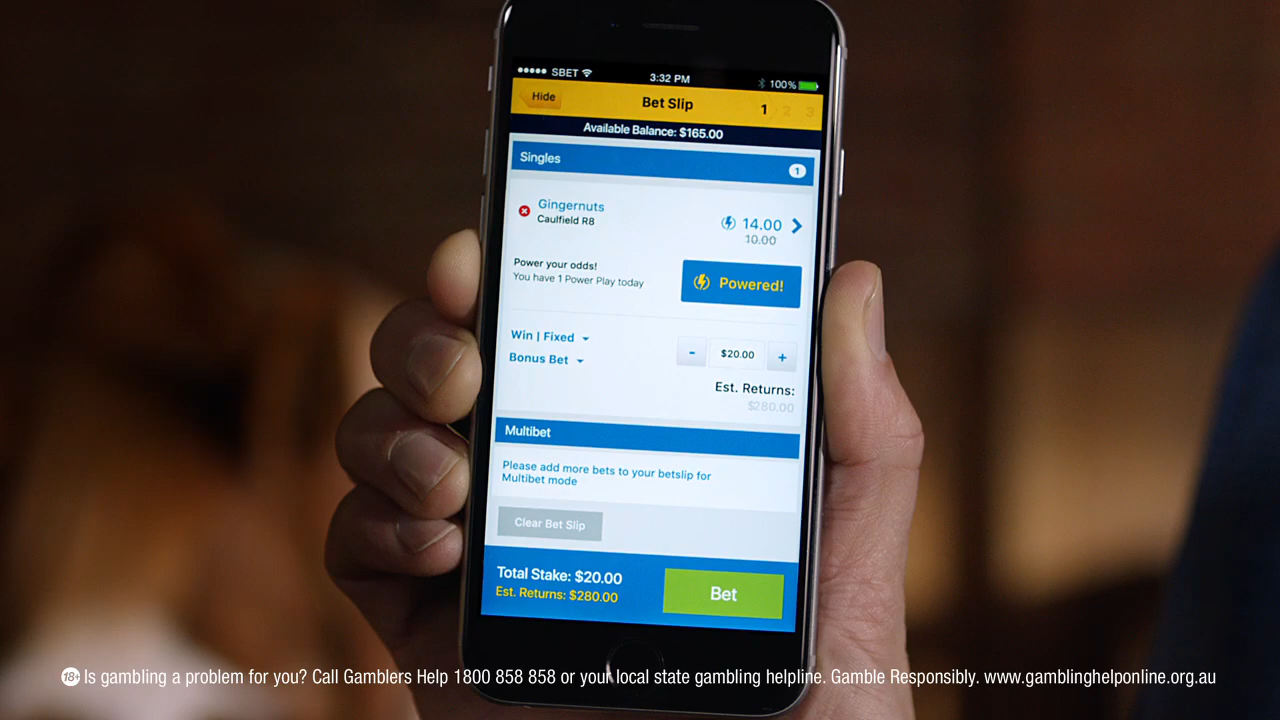 SBET
3:32 PM
100%
Hide
Bet Slip
1 2 3
Available Balance: $165.00
Singles
1
Gingernuts
Caulfield R8
14.00
10.00
Power your odds!
You have 1 Power Play today
Powered!
Win | Fixed
Bonus Bet
- $20.00 +
Est. Returns:
$280.00
Multibet
Please add more bets to your betslip for
Multibet mode
Clear Bet Slip
Total Stake: $20.00
Est. Returns: $280.00
Bet
18+ Is gambling a problem for you? Call Gamblers Help 1800 858 858 or your local state gambling helpline. Gamble Responsibly. www.gamblinghelponline.org.au